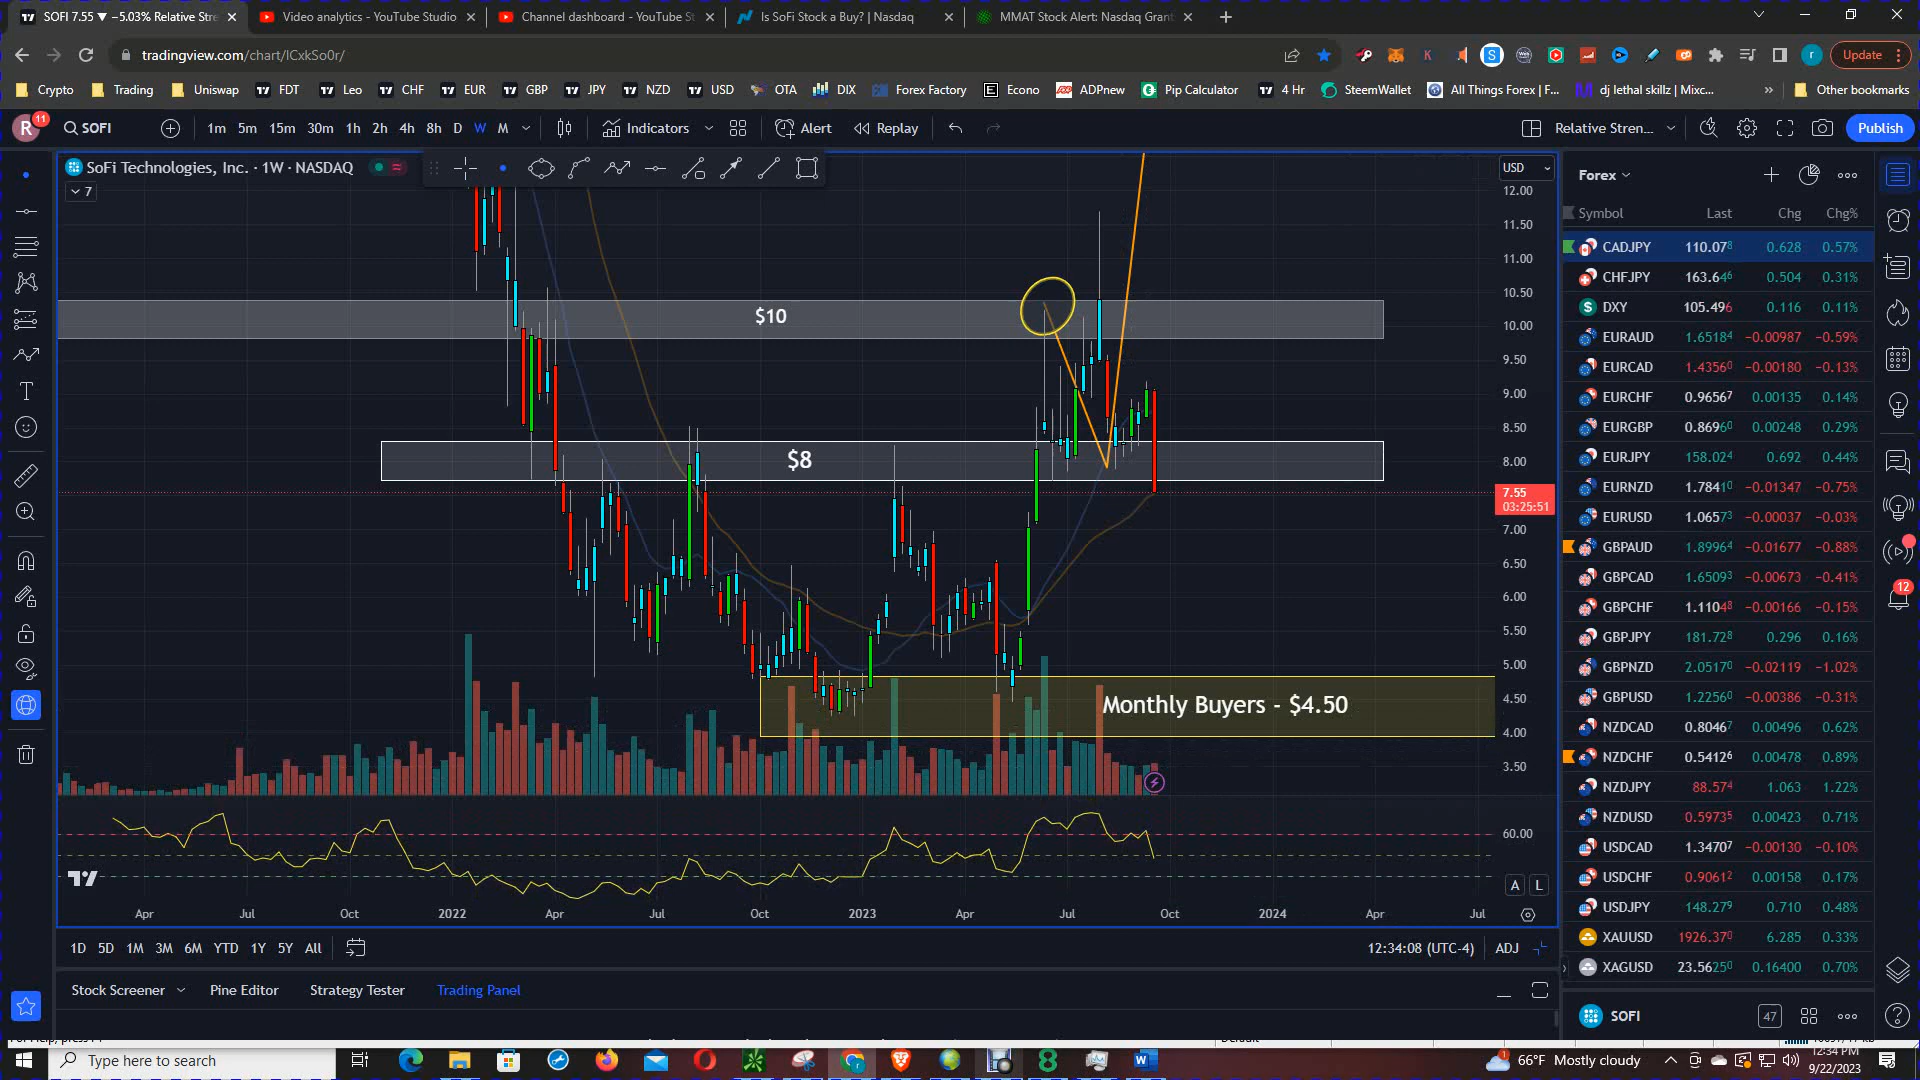 SOFI 7.55 ▼ −5.03% Relative Stre
Video analytics - YouTube Studio
Channel dashboard - YouTube St
Is SoFi Stock a Buy? | Nasdaq
MMAT Stock Alert: Nasdaq Grant
tradingview.com/chart/lCxkSo0r/
Update
Crypto Trading Uniswap FDT Leo CHF EUR GBP JPY NZD USD OTA DIX Forex Factory Econo ADPnew Pip Calculator 4 Hr SteemWallet All Things Forex | F... dj lethal skillz | Mixc... » Other bookmarks
R 11 SOFI 1m 5m 15m 30m 1h 2h 4h 8h D W M Indicators Alert Replay Relative Stren... Publish
SoFi Technologies, Inc. · 1W · NASDAQ
7
USD
12.00
11.50
11.00
10.50
10.00
9.50
9.00
8.50
8.00
7.55
03:25:51
7.00
6.50
6.00
5.50
5.00
4.50
4.00
3.50
60.00
$10
$8
Monthly Buyers - $4.50
A L
Apr Jul Oct 2022 Apr Jul Oct 2023 Apr Jul Oct 2024 Apr Jul
1D 5D 1M 3M 6M YTD 1Y 5Y All
12:34:08 (UTC-4) ADJ
Stock Screener Pine Editor Strategy Tester Trading Panel
Forex
Symbol Last Chg Chg%
CADJPY 110.078 0.628 0.57%
CHFJPY 163.646 0.504 0.31%
DXY 105.496 0.116 0.11%
EURAUD 1.65184 −0.00987 −0.59%
EURCAD 1.43560 −0.00180 −0.13%
EURCHF 0.96567 0.00135 0.14%
EURGBP 0.86960 0.00248 0.29%
EURJPY 158.024 0.692 0.44%
EURNZD 1.78410 −0.01347 −0.75%
EURUSD 1.06573 −0.00037 −0.03%
GBPAUD 1.89964 −0.01677 −0.88%
GBPCAD 1.65093 −0.00673 −0.41%
GBPCHF 1.11048 −0.00166 −0.15%
GBPJPY 181.728 0.296 0.16%
GBPNZD 2.05170 −0.02119 −1.02%
GBPUSD 1.22560 −0.00386 −0.31%
NZDCAD 0.80467 0.00496 0.62%
NZDCHF 0.54126 0.00478 0.89%
NZDJPY 88.574 1.063 1.22%
NZDUSD 0.59735 0.00423 0.71%
USDCAD 1.34707 −0.00130 −0.10%
USDCHF 0.90612 0.00158 0.17%
USDJPY 148.279 0.710 0.48%
XAUUSD 1926.370 6.285 0.33%
XAGUSD 23.56250 0.16400 0.70%
12
SOFI 47
Type here to search
66°F Mostly cloudy
12:34 PM
9/22/2023